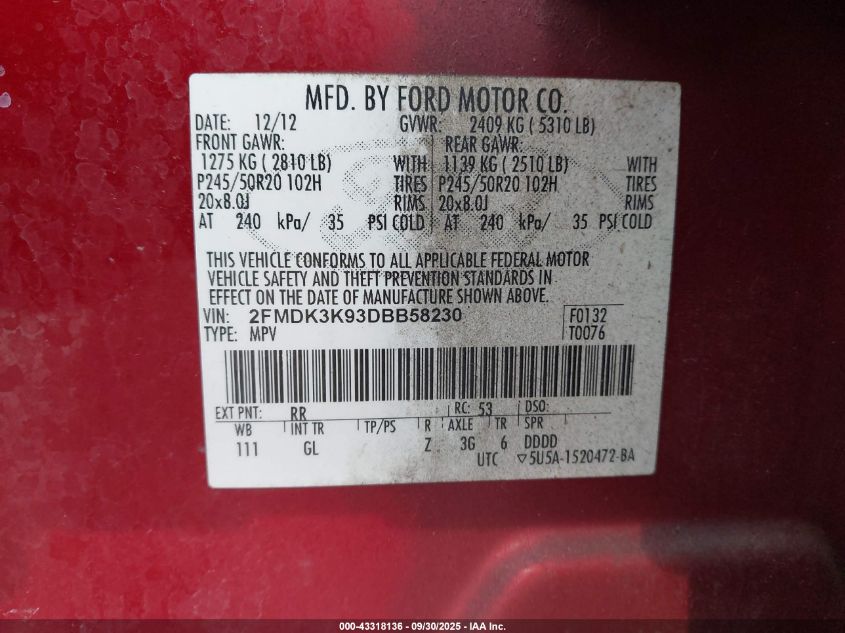 MFD. BY FORD MOTOR CO.
DATE: 12/12 GVWR: 2409 KG ( 5310 LB)
FRONT GAWR: REAR GAWR:
1275 KG ( 2810 LB) WITH 1139 KG ( 2510 LB) WITH
P245/50R20 102H TIRES P245/50R20 102H TIRES
20x8.0J RIMS 20x8.0J RIMS
AT 240 kPa/ 35 PSI COLD AT 240 kPa/ 35 PSI COLD
THIS VEHICLE CONFORMS TO ALL APPLICABLE FEDERAL MOTOR
VEHICLE SAFETY AND THEFT PREVENTION STANDARDS IN
EFFECT ON THE DATE OF MANUFACTURE SHOWN ABOVE.
VIN: 2FMDK3K93DBB58230 F0132
TYPE: MPV T0076
EXT PNT: RR RC: 53 DSO:
WB INT TR TP/PS R AXLE TR SPR
111 GL Z 3G 6 DDDD
UTC ▽5U5A-1520472-BA
000-43318136 - 09/30/2025 - IAA Inc.